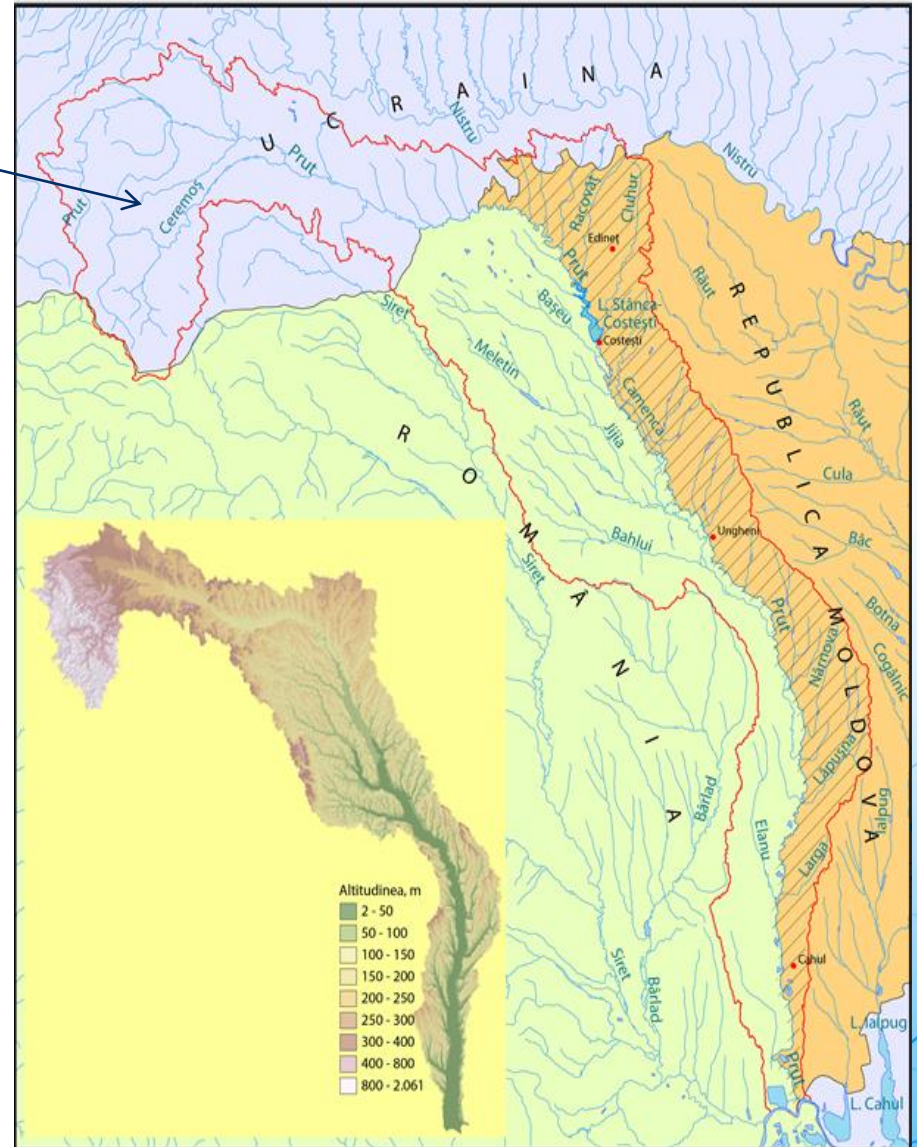 U C R A I N A
Nistru
Nistru
Prut
Prut
Ceremoș
Racovăț
Ciuhur
Edineț
Prut
Răut
R E P U B L I C A
M O L D O V A
Siret
Bașeu
L. Stânca-
Costești
Costești
Meletin
Camenca
Jijia
Răut
R O M Â N I A
Cula
Ungheni
Bâc
Bahlui
Siret
Botna
Prut
Nârnova
Cogâlnic
Lăpușna
Ialpug
Bârlad
Elanu
Larga
Altitudinea, m
2 - 50
50 - 100
100 - 150
150 - 200
200 - 250
250 - 300
300 - 400
400 - 800
800 - 2.061
Siret
Bârlad
Cahul
L. Ialpug
Prut
L. Cahul